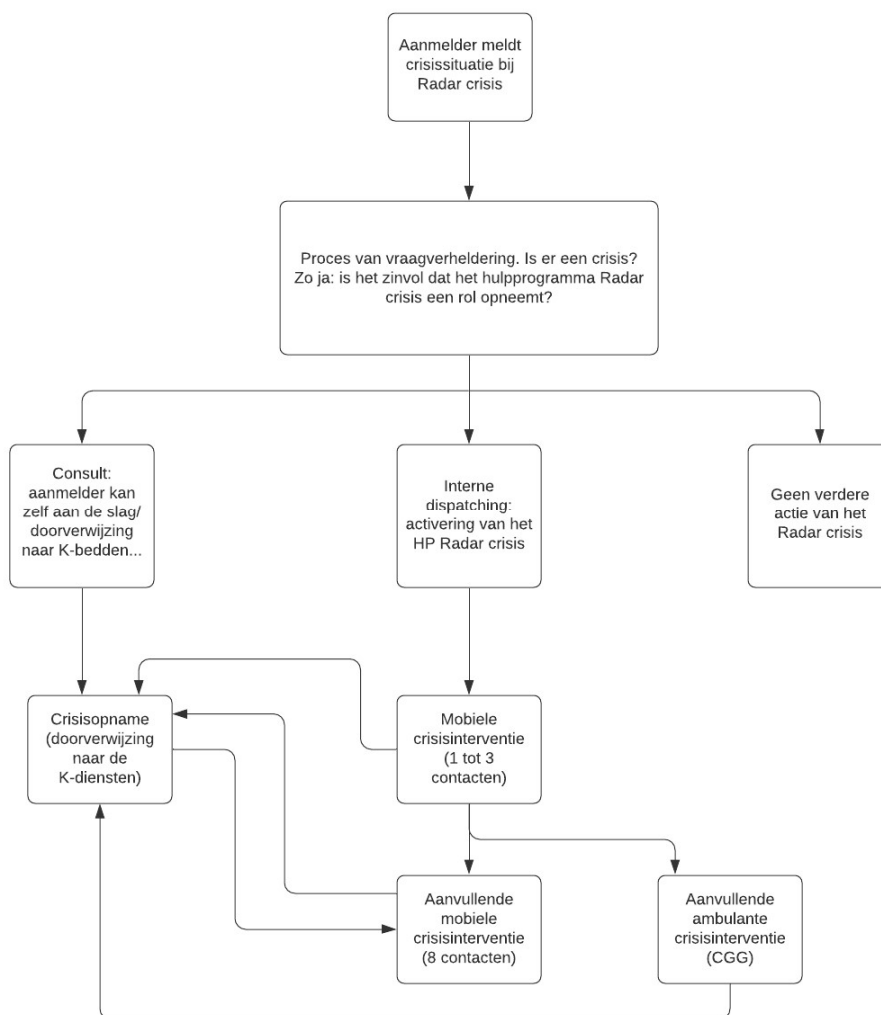 Aanmelder meldt
crisissituatie bij
Radar crisis
Proces van vraagverheldering. Is er een crisis?
Zo ja: is het zinvol dat het hulpprogramma Radar
crisis een rol opneemt?
Consult:
aanmelder kan
zelf aan de slag/
doorverwijzing
naar K-bedden...
Interne
dispatching:
activering van het
HP Radar crisis
Geen verdere
actie van het
Radar crisis
Crisisopname
(doorverwijzing
naar de
K-diensten)
Mobiele
crisisinterventie
(1 tot 3
contacten)
Aanvullende
mobiele
crisisinterventie
(8 contacten)
Aanvullende
ambulante
crisisinterventie
(CGG)